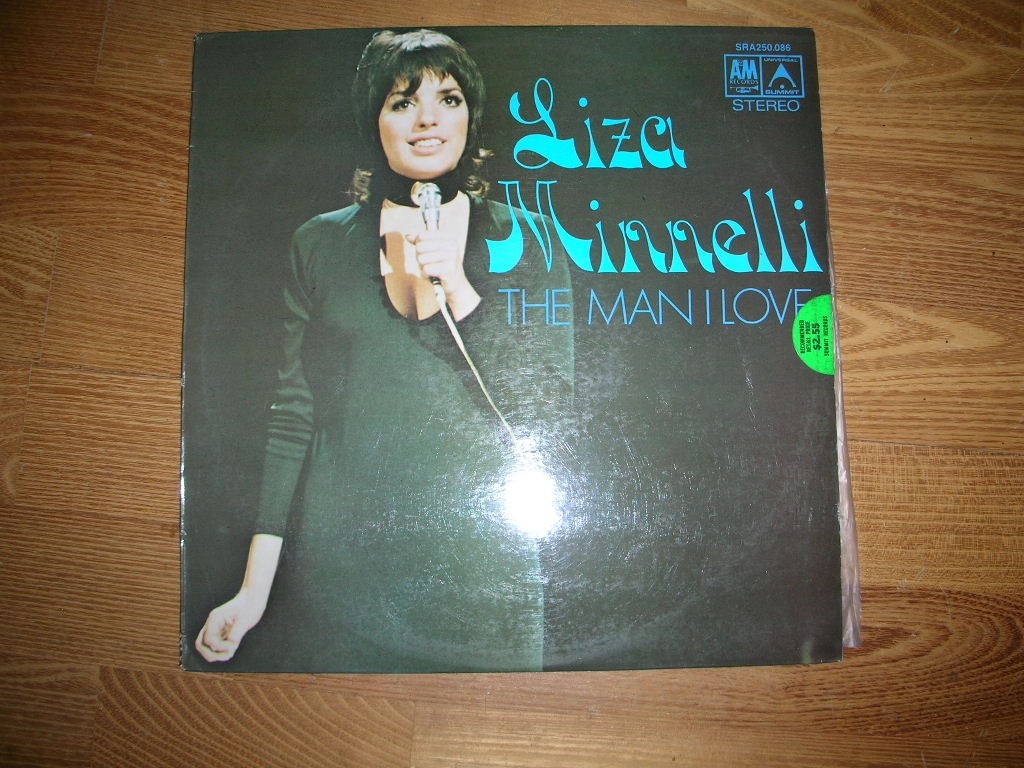 SRA250.086
A&M
RECORDS
UNIVERSAL
SUMMIT
STEREO
Liza
Minnelli
THE MAN I LOVE
RECOMMENDED
RETAIL PRICE
$2.55
SUMMIT RECORDS